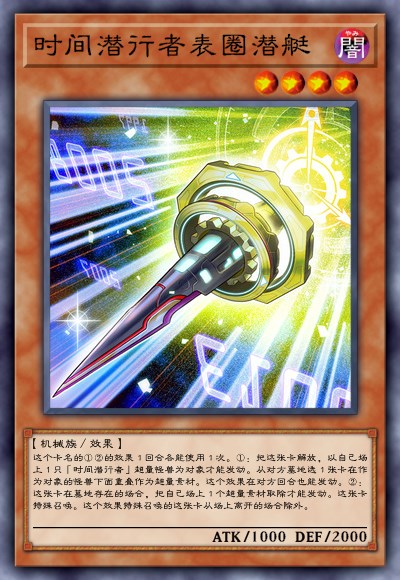 时间潜行者表圈潜艇
やみ
闇
【机械族／效果】
这个卡名的①②的效果1回合各能使用1次。①：把这张卡解放，以自己场
上1只「时间潜行者」超量怪兽为对象才能发动。从对方墓地选1张卡在作
为对象的怪兽下面重叠作为超量素材。这个效果在对方回合也能发动。②：
这张卡在墓地存在的场合，把自己场上1个超量素材取除才能发动。这张卡
特殊召唤。这个效果特殊召唤的这张卡从场上离开的场合除外。
ATK/1000 DEF/2000